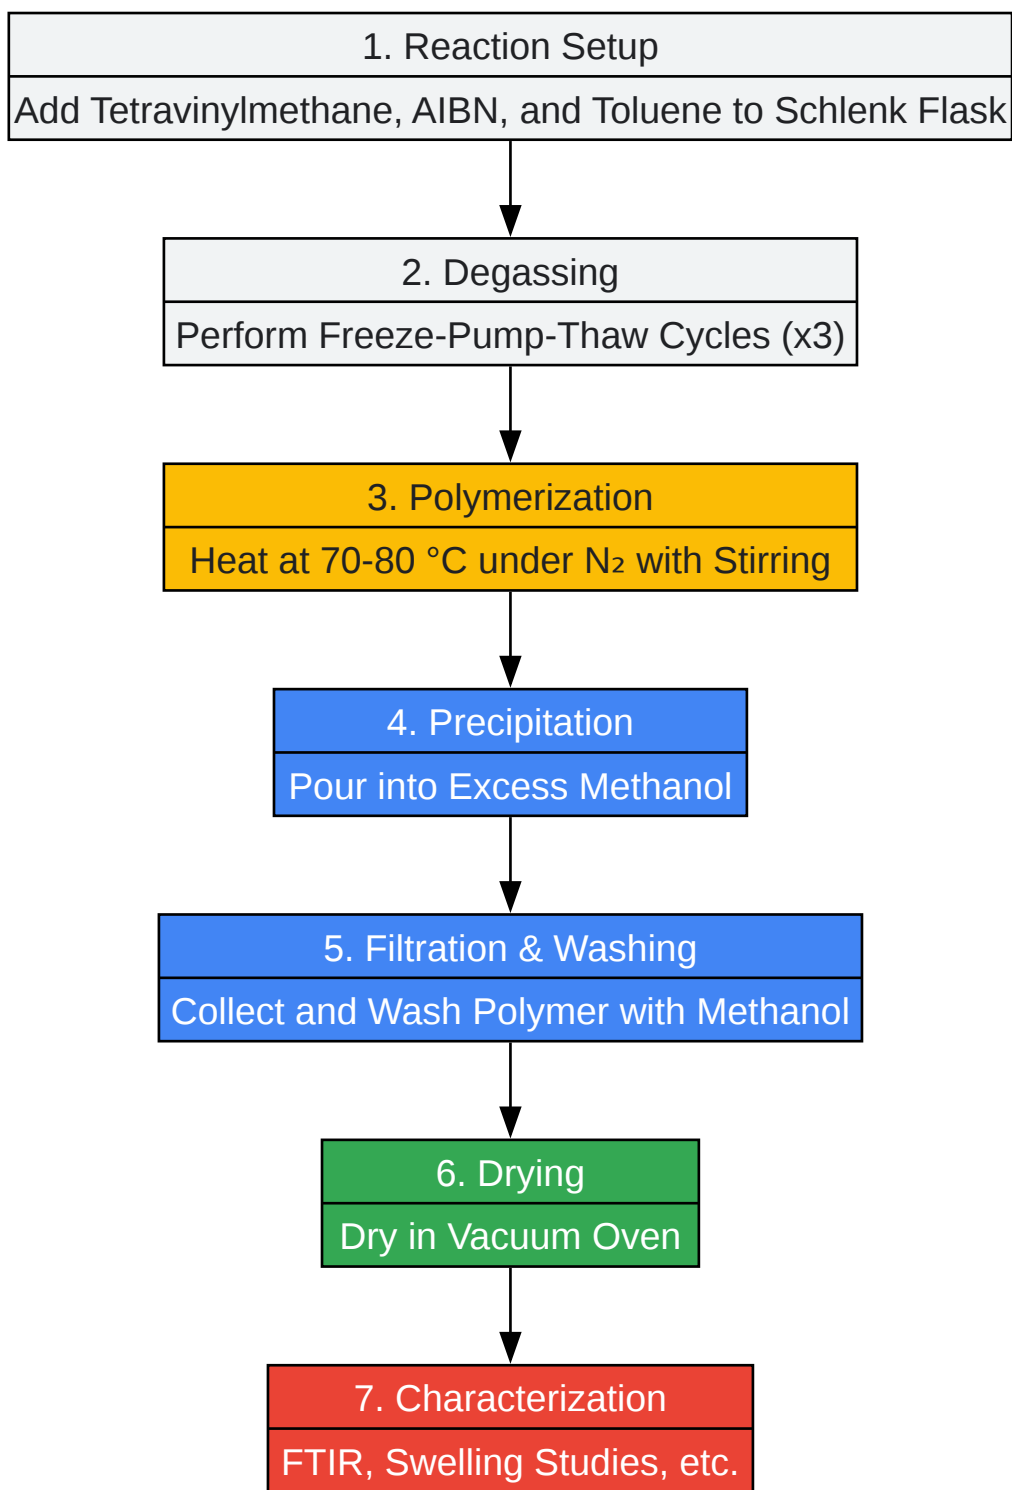 1. Reaction Setup
Add Tetravinylmethane, AIBN, and Toluene to Schlenk Flask
2. Degassing
Perform Freeze-Pump-Thaw Cycles (x3)
3. Polymerization
Heat at 70-80 °C under N₂ with Stirring
4. Precipitation
Pour into Excess Methanol
5. Filtration & Washing
Collect and Wash Polymer with Methanol
6. Drying
Dry in Vacuum Oven
7. Characterization
FTIR, Swelling Studies, etc.